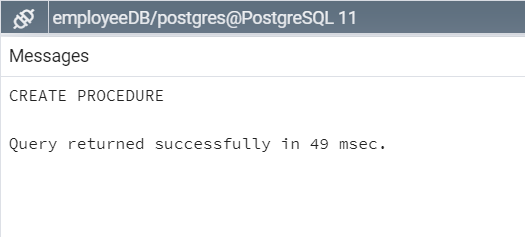 employeeDB/postgres@PostgreSQL 11
Messages
CREATE PROCEDURE
Query returned successfully in 49 msec.